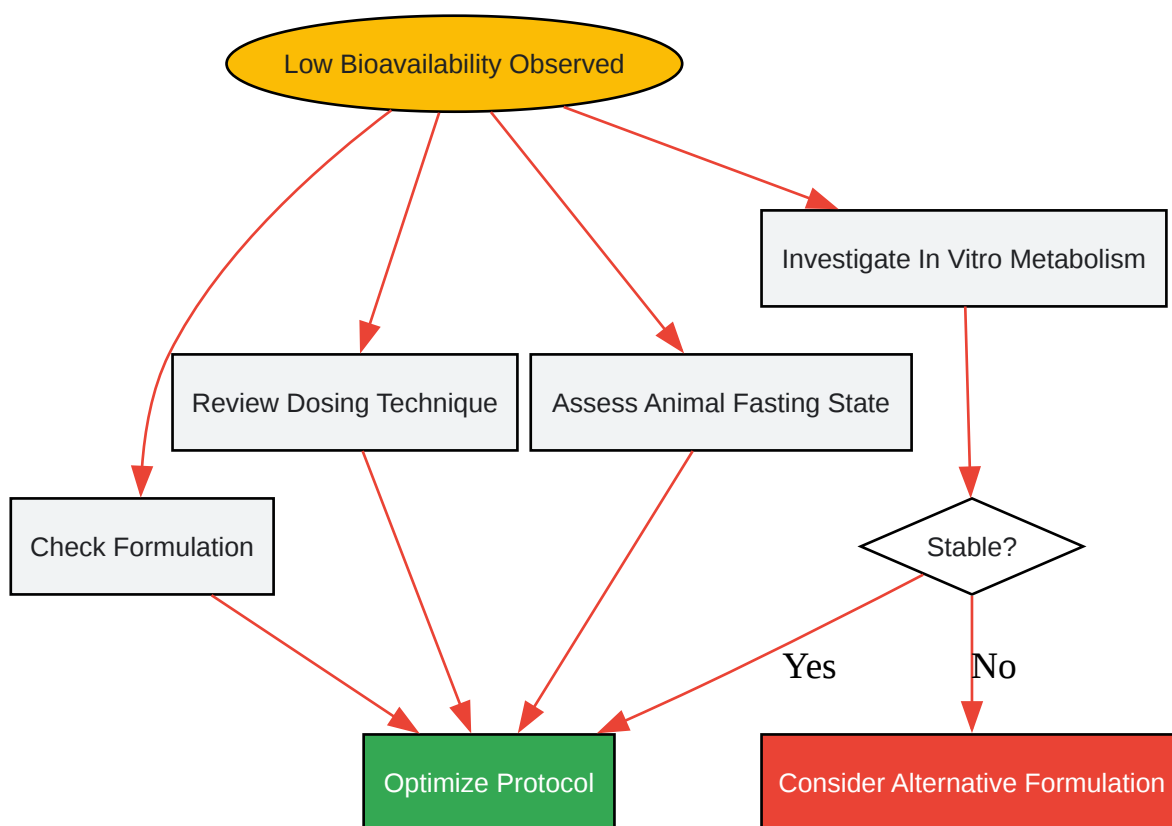 Low Bioavailability Observed
Investigate In Vitro Metabolism
Review Dosing Technique
Assess Animal Fasting State
Check Formulation
Stable?
Yes
No
Optimize Protocol
Consider Alternative Formulation